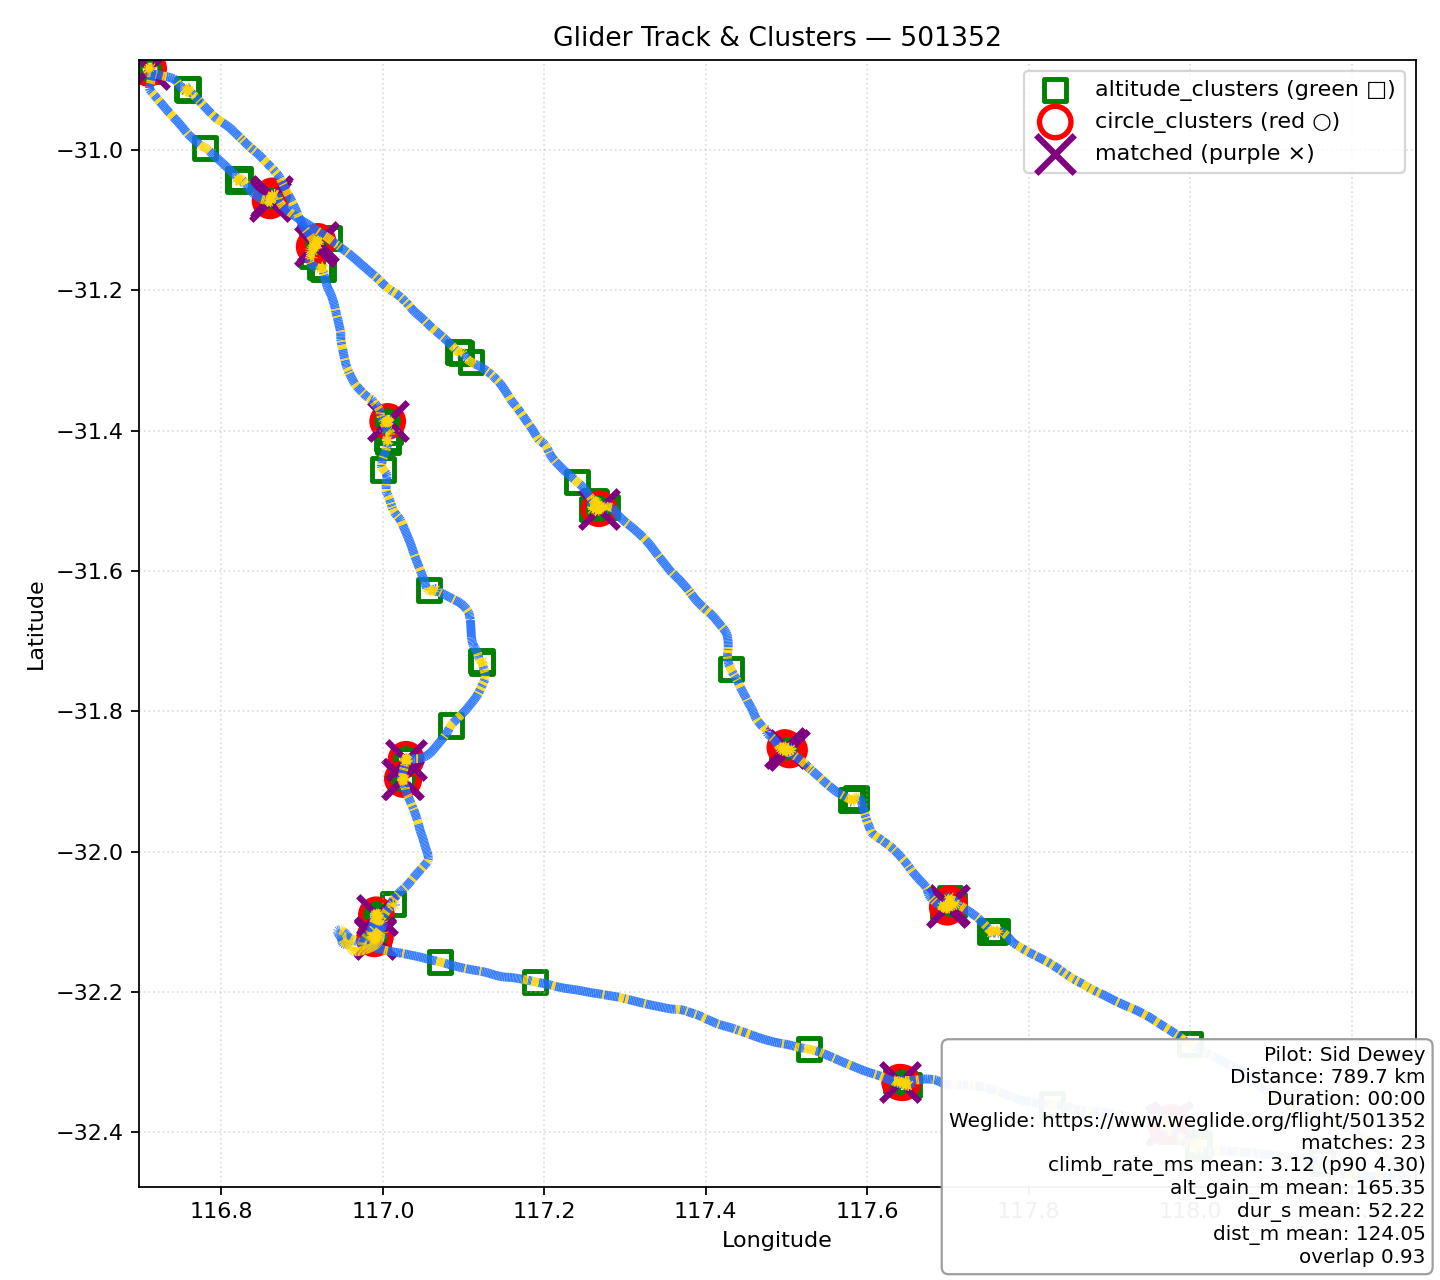 Glider Track & Clusters — 501352
altitude_clusters (green □)
circle_clusters (red ○)
matched (purple ×)
−31.0
−31.2
−31.4
−31.6
−31.8
−32.0
−32.2
−32.4
Latitude
116.8
117.0
117.2
117.4
117.6
117.8
118.0
Longitude
Pilot: Sid Dewey
Distance: 789.7 km
Duration: 00:00
Weglide: https://www.weglide.org/flight/501352
matches: 23
climb_rate_ms mean: 3.12 (p90 4.30)
alt_gain_m mean: 165.35
dur_s mean: 52.22
dist_m mean: 124.05
overlap 0.93